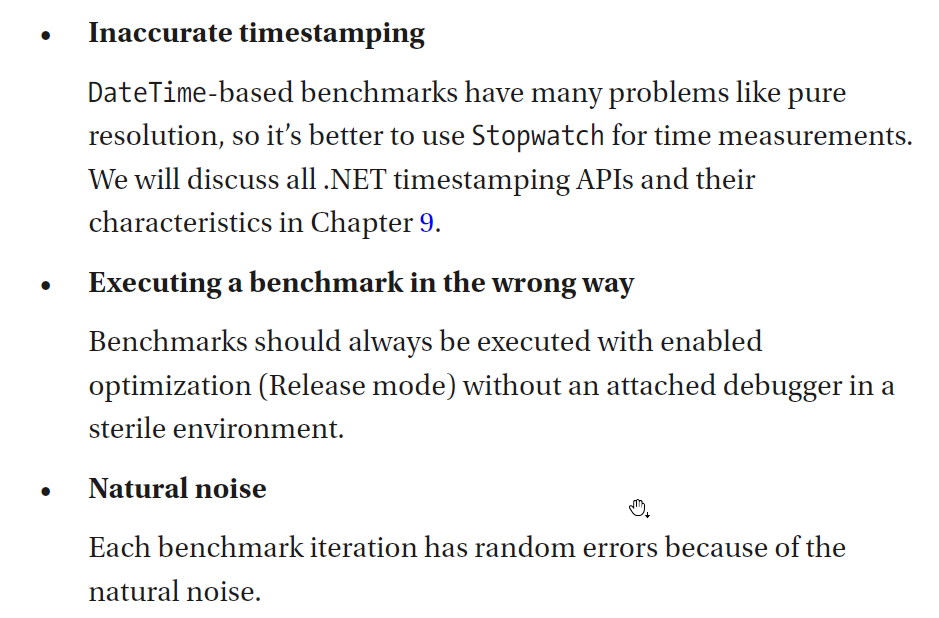 • Inaccurate timestamping
DateTime-based benchmarks have many problems like pure
resolution, so it’s better to use Stopwatch for time measurements.
We will discuss all .NET timestamping APIs and their
characteristics in Chapter 9.
• Executing a benchmark in the wrong way
Benchmarks should always be executed with enabled
optimization (Release mode) without an attached debugger in a
sterile environment.
• Natural noise
Each benchmark iteration has random errors because of the
natural noise.